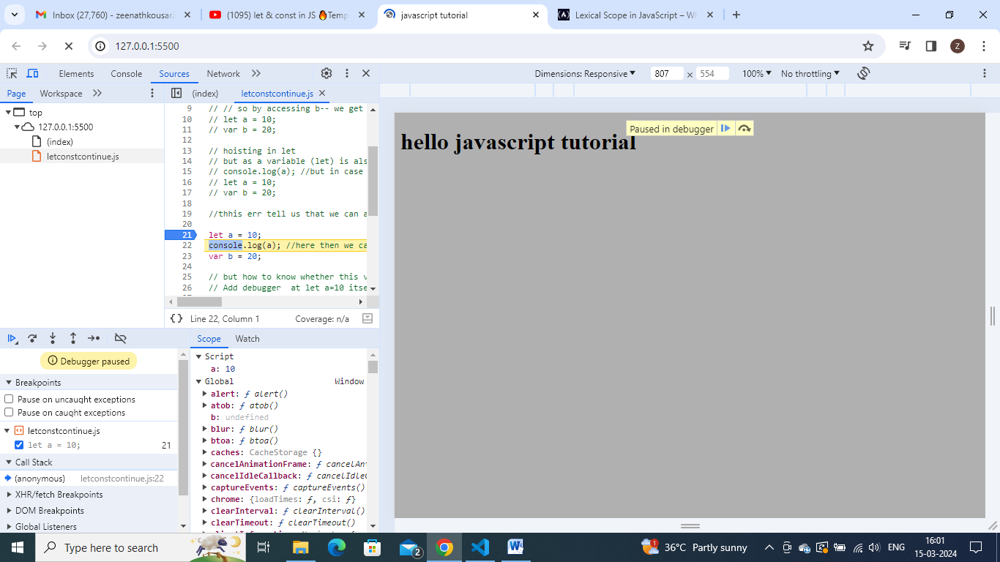 Inbox (27,760) - zeenathkousar
(1095) let & const in JS 🔥Temp
javascript tutorial
Lexical Scope in JavaScript – W
127.0.0.1:5500
Z
Elements Console Sources Network
Dimensions: Responsive 807 × 554 100% No throttling
Page Workspace
(index) letconstcontinue.js
top
127.0.0.1:5500
(index)
letconstcontinue.js
9 // // so by accessing b-- we get
10 // let a = 10;
11 // var b = 20;
12
13 // hoisting in let
14 // but as a variable (let) is als
15 // console.log(a); //but in case
16 // let a = 10;
17 // var b = 20;
18
19 //thhis err tell us that we can a
20
21 let a = 10;
22 console.log(a); //here then we ca
23 var b = 20;
24
25 // but how to know whether this v
26 // Add debugger at let a=10 itse
{} Line 22, Column 1 Coverage: n/a
Paused in debugger
hello javascript tutorial
Debugger paused
Breakpoints
Pause on uncaught exceptions
Pause on caught exceptions
letconstcontinue.js
let a = 10; 21
Call Stack
(anonymous) letconstcontinue.js:22
XHR/fetch Breakpoints
DOM Breakpoints
Global Listeners
Scope Watch
Script
a: 10
Global Window
alert: ƒ alert()
atob: ƒ atob()
b: undefined
blur: ƒ blur()
btoa: ƒ btoa()
caches: CacheStorage {}
cancelAnimationFrame: ƒ cancelAn
cancelIdleCallback: ƒ cancelIdleC
captureEvents: ƒ captureEvents()
chrome: {loadTimes: ƒ, csi: ƒ}
clearInterval: ƒ clearInterval()
clearTimeout: ƒ clearTimeout()
Type here to search
2
1
36°C Partly sunny
ENG
16:01
15-03-2024